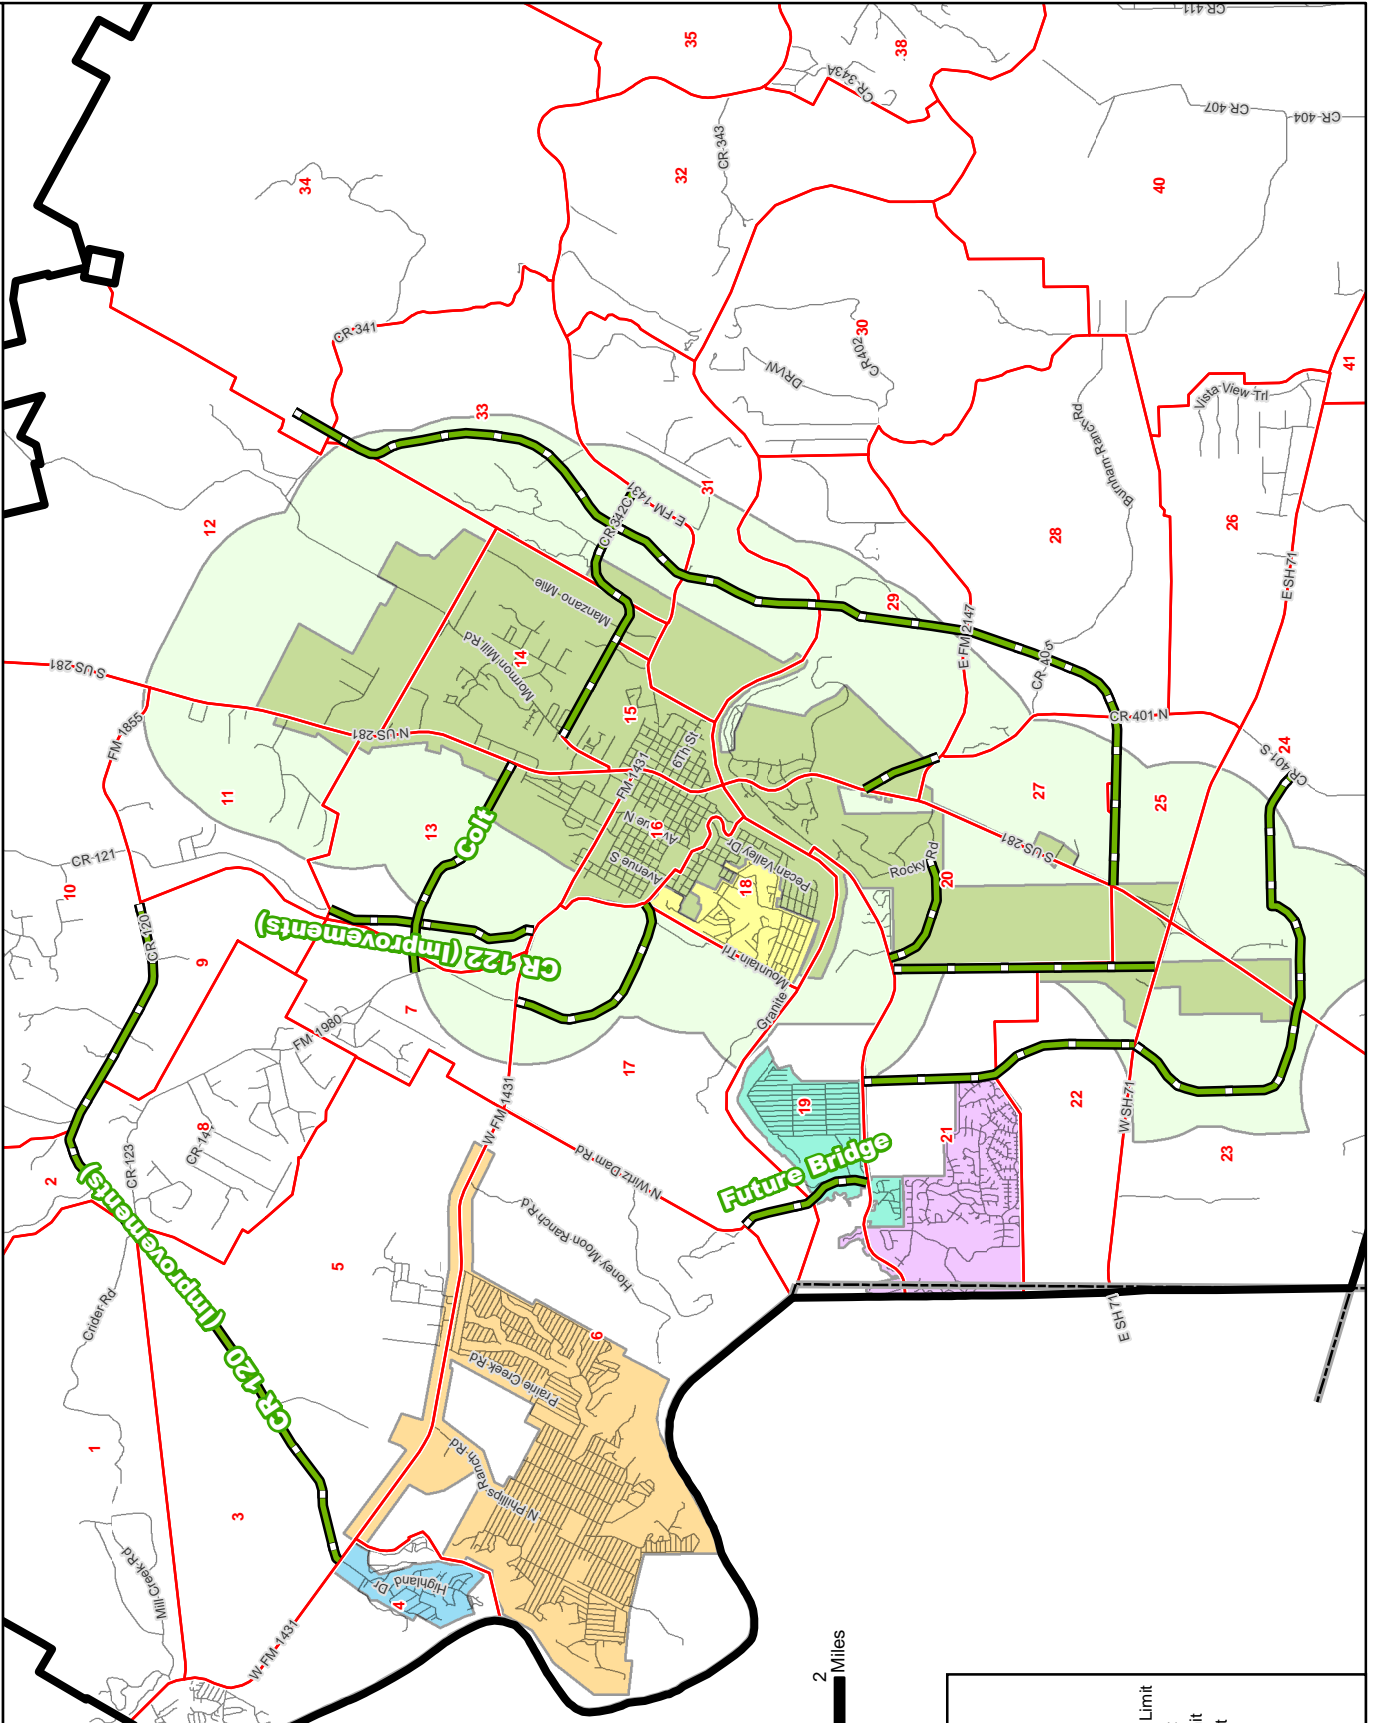 CR 411
35
38
CR 343A
CR 407
CR 404
CR 343
34
32
40
CR 341
30
CR 402
DRVN
41
Vista View Trl
33
Burnham Ranch Rd
12
31
E FM 1431
CR 342C
28
26
E SH 71
Manzano Mile
29
E FM 2147
14
Mormon Mill Rd
CR 405
S US 281
FM 1855
N US 281
15
6Th St
CR 401 N
24
CR 401 S
FM 1431
11
13
Colt
Avenue N
16
27
25
S US 281
Avenue S
Pecan Valley Dr
Rocky Rd
20
18
CR 121
10
CR 120
CR 122 (Improvements)
9
Mountain Trl
Granite
7
FM 1980
17
W FM 1431
19
22
W SH 71
21
23
8
CR 147
CR 123
2
Future Bridge
N Wirtz Dam Rd
Honey Moon Ranch Rd
5
CR 120 (Improvements)
Crider Rd
E SH 71
6
Prairie Creek Rd
1
N Phillips Ranch Rd
3
Mill Creek Rd
Highland Dr
4
W FM 1431
2
Miles
Limit